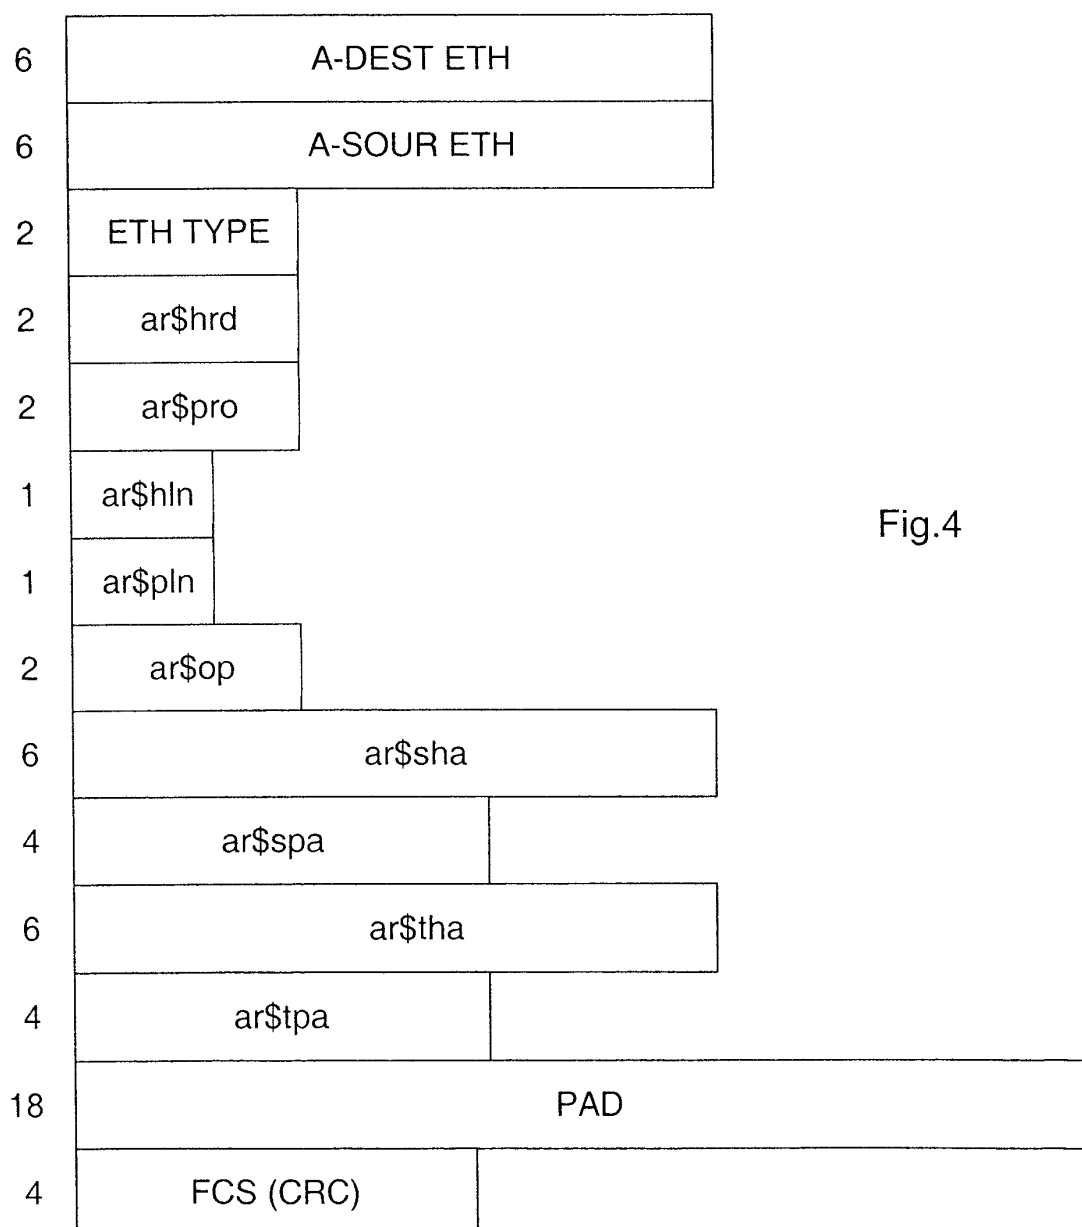 6 A-DEST ETH
6 A-SOUR ETH
2 ETH TYPE
2 ar$hrd
2 ar$pro
1 ar$hln
Fig.4
1 ar$pln
2 ar$op
6 ar$sha
4 ar$spa
6 ar$tha
4 ar$tpa
18 PAD
4 FCS (CRC)